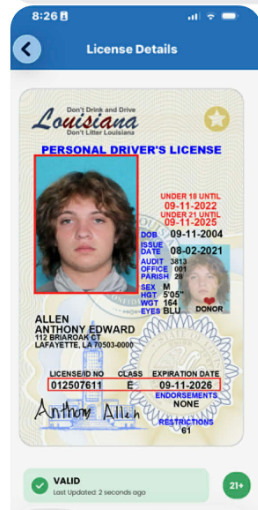 8:26
License Details
Don't Drink and Drive
Louisiana
Don't Litter Louisiana
PERSONAL DRIVER'S LICENSE
UNDER 18 UNTIL
09-11-2022
UNDER 21 UNTIL
09-11-2025
DOB 09-11-2004
ISSUE DATE 08-02-2021
AUDIT 3813
OFFICE 001
PARISH 28
SEX M
HGT 5'05"
WGT 164
EYES BLU
DONOR
ALLEN
ANTHONY EDWARD
112 BRIAROAK CT
LAFAYETTE, LA 70503-0000
LICENSE/ID NO CLASS EXPIRATION DATE
012507611 E 09-11-2026
ENDORSEMENTS
NONE
RESTRICTIONS
61
Anthony Allen
VALID
Last Updated 2 seconds ago
21+